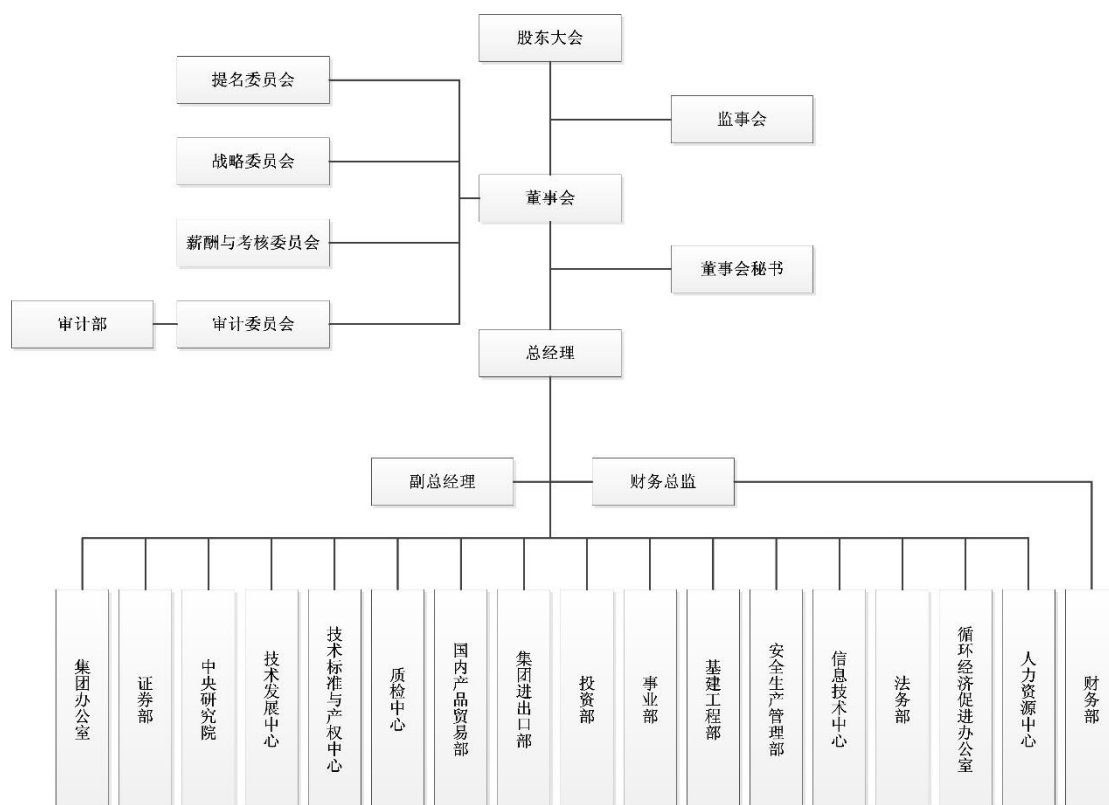 股东大会
提名委员会
监事会
战略委员会
董事会
薪酬与考核委员会
董事会秘书
审计部
审计委员会
总经理
副总经理
财务总监
集团办公室
证券部
中央研究院
技术发展中心
技术标准与产权中心
质检中心
国内产品贸易部
集团进出口部
投资部
事业部
基建工程部
安全生产管理部
信息技术中心
法务部
循环经济促进办公室
人力资源中心
财务部